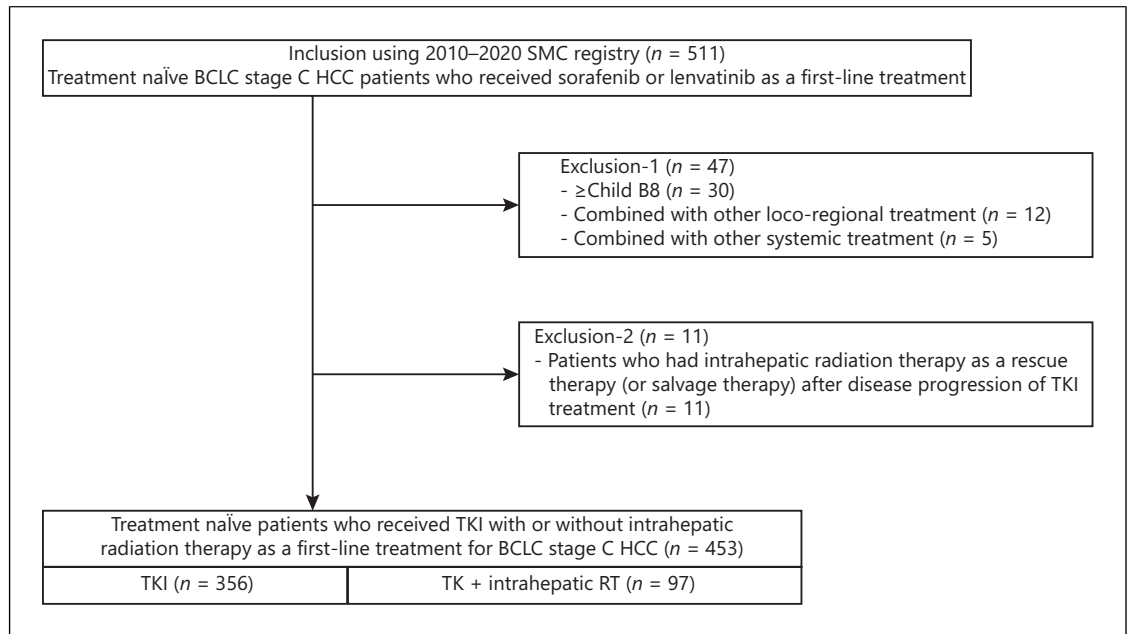 Inclusion using 2010–2020 SMC registry (n = 511)
Treatment naÏve BCLC stage C HCC patients who received sorafenib or lenvatinib as a first-line treatment
Exclusion-1 (n = 47)
- ≥Child B8 (n = 30)
- Combined with other loco-regional treatment (n = 12)
- Combined with other systemic treatment (n = 5)
Exclusion-2 (n = 11)
- Patients who had intrahepatic radiation therapy as a rescue
therapy (or salvage therapy) after disease progression of TKI
treatment (n = 11)
Treatment naÏve patients who received TKI with or without intrahepatic
radiation therapy as a first-line treatment for BCLC stage C HCC (n = 453)
TKI (n = 356)
TK + intrahepatic RT (n = 97)